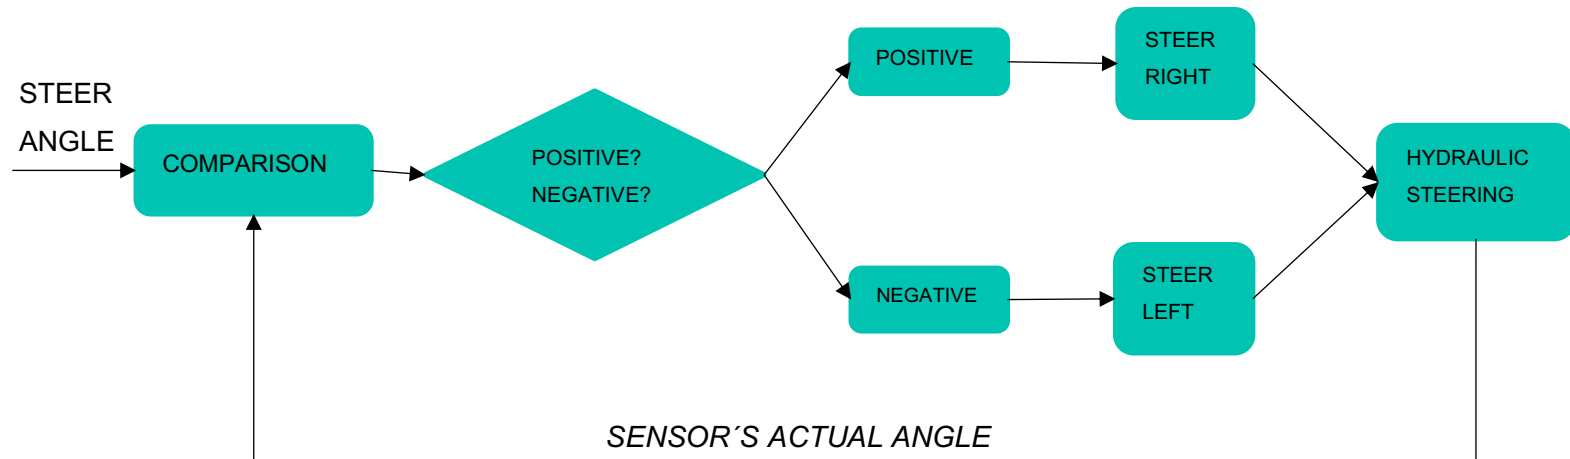 STEER
ANGLE
COMPARISON
POSITIVE?
NEGATIVE?
POSITIVE
STEER
RIGHT
NEGATIVE
STEER
LEFT
HYDRAULIC
STEERING
SENSOR´S ACTUAL ANGLE